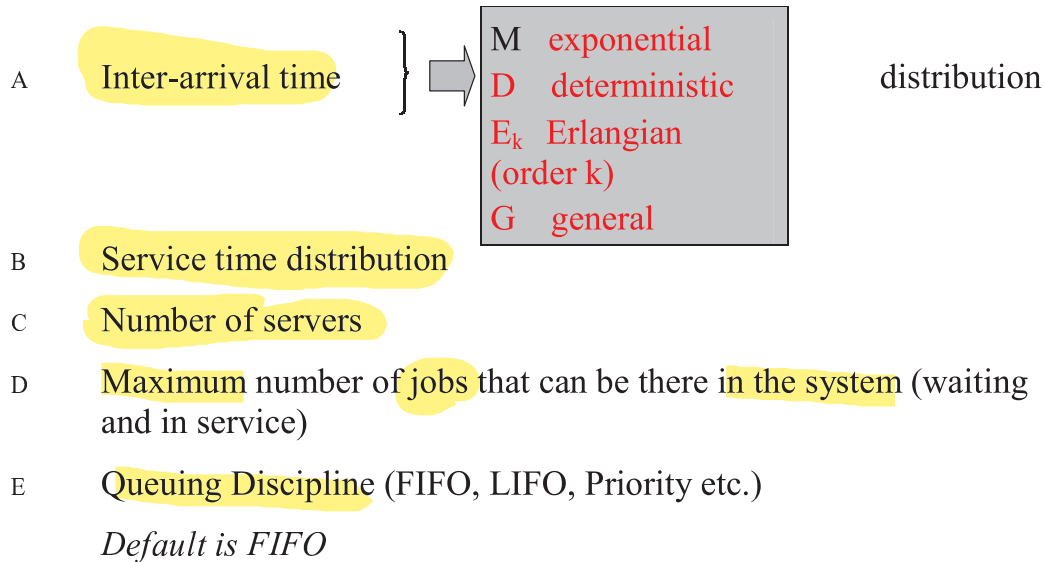 A Inter-arrival time } distribution
M exponential
D deterministic
Ek Erlangian
(order k)
G general
B Service time distribution
C Number of servers
D Maximum number of jobs that can be there in the system (waiting
and in service)
E Queuing Discipline (FIFO, LIFO, Priority etc.)
Default is FIFO